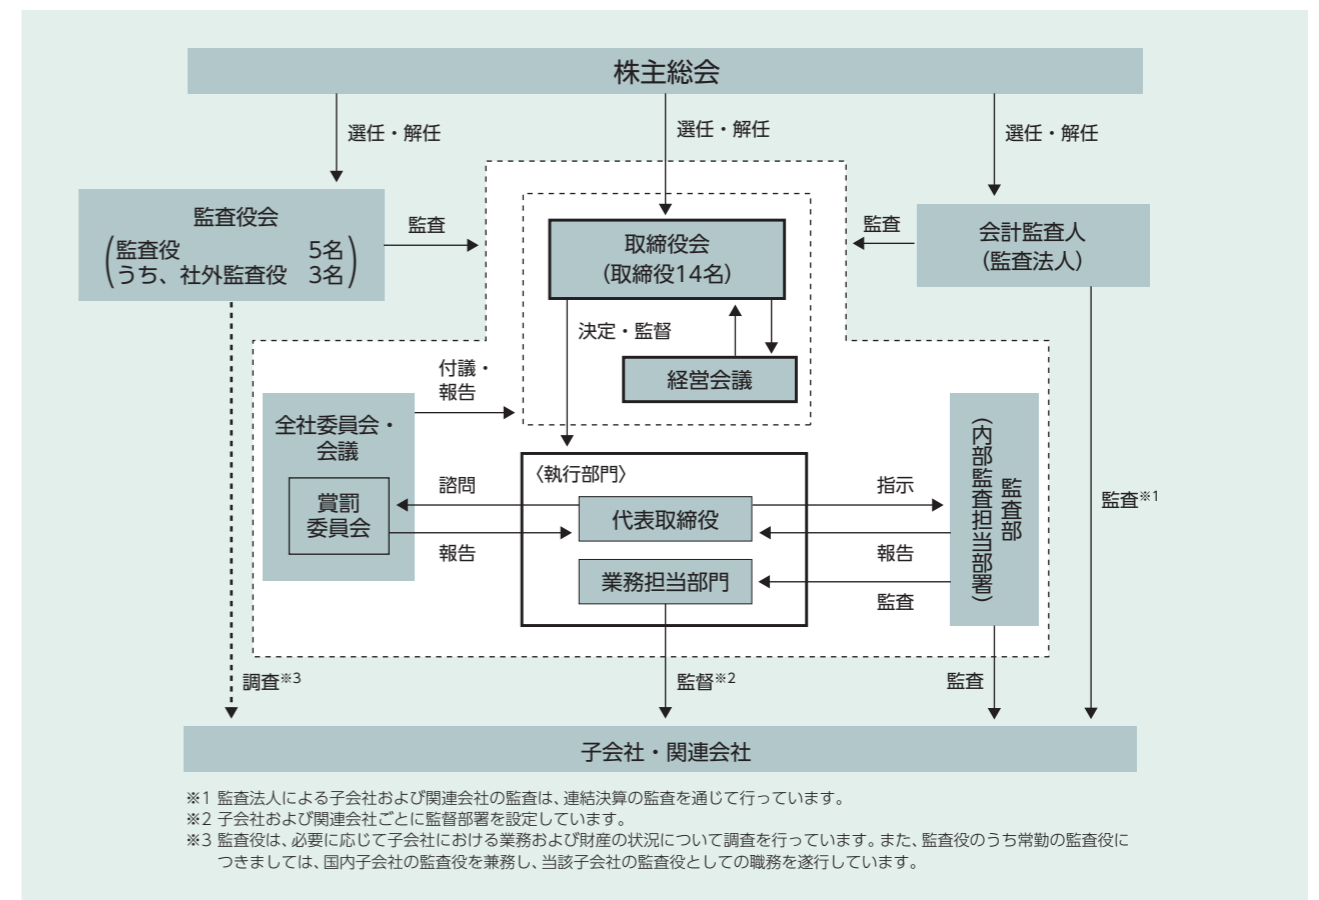 株主総会
選任・解任
選任・解任
選任・解任
監査役会
(監査役 5名
うち、社外監査役 3名)
監査
取締役会
(取締役14名)
監査
会計監査人
(監査法人)
決定・監督
経営会議
付議・
報告
全社委員会・
会議
賞罰
委員会
諮問
報告
〈執行部門〉
代表取締役
業務担当部門
指示
報告
監査
監査部
(内部監査担当部署)
監査※1
調査※3
監督※2
監査
子会社・関連会社
※1 監査法人による子会社および関連会社の監査は、連結決算の監査を通じて行っています。
※2 子会社および関連会社ごとに監督部署を設定しています。
※3 監査役は、必要に応じて子会社における業務および財産の状況について調査を行っています。また、監査役のうち常勤の監査役に
つきましては、国内子会社の監査役を兼務し、当該子会社の監査役としての職務を遂行しています。